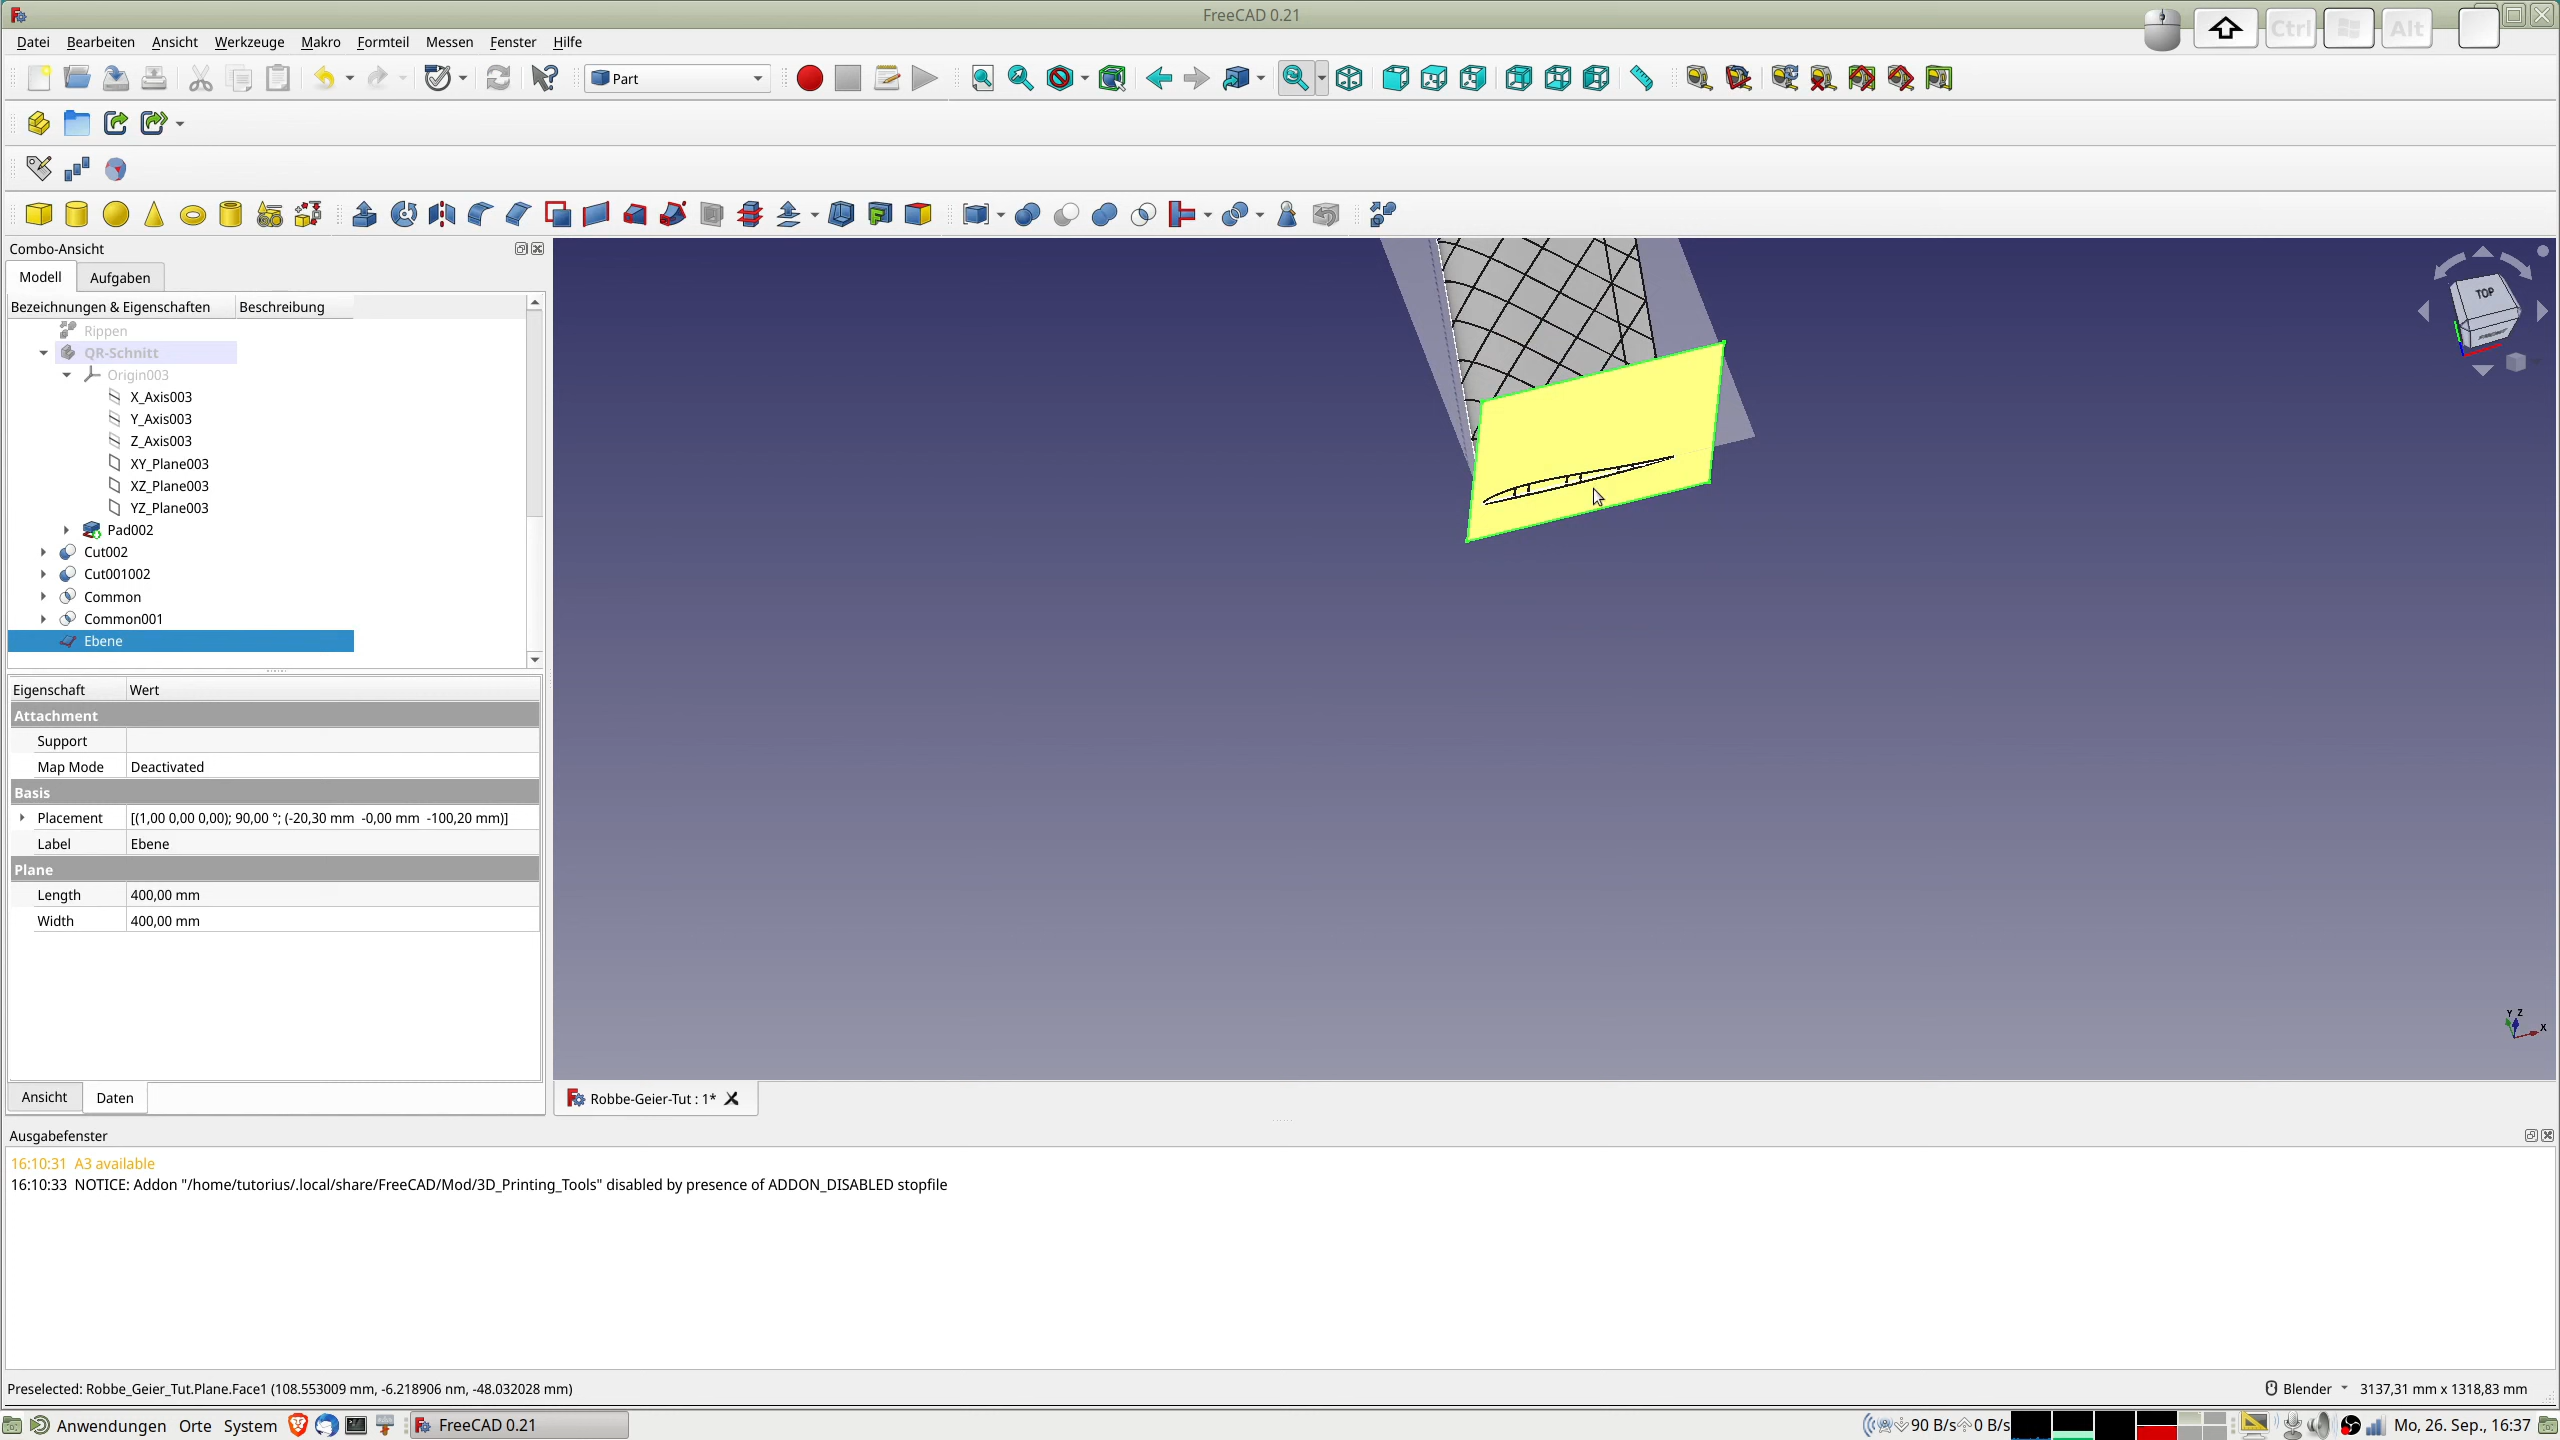 FreeCAD 0.21
Ctrl
Alt
Datei Bearbeiten Ansicht Werkzeuge Makro Formteil Messen Fenster Hilfe
Part
Combo-Ansicht
Modell Aufgaben
Bezeichnungen & Eigenschaften Beschreibung
Rippen
QR-Schnitt
Origin003
X_Axis003
Y_Axis003
Z_Axis003
XY_Plane003
XZ_Plane003
YZ_Plane003
Pad002
Cut002
Cut001002
Common
Common001
Ebene
TOP
Eigenschaft Wert
Attachment
Support
Map Mode Deactivated
Basis
Placement [(1,00 0,00 0,00); 90,00 °; (-20,30 mm -0,00 mm -100,20 mm)]
Label Ebene
Plane
Length 400,00 mm
Width 400,00 mm
Y Z
X
Ansicht Daten
Robbe-Geier-Tut : 1*
Ausgabefenster
16:10:31 A3 available
16:10:33 NOTICE: Addon "/home/tutorius/.local/share/FreeCAD/Mod/3D_Printing_Tools" disabled by presence of ADDON_DISABLED stopfile
Preselected: Robbe_Geier_Tut.Plane.Face1 (108.553009 mm, -6.218906 nm, -48.032028 mm)
Blender 3137,31 mm x 1318,83 mm
Anwendungen Orte System FreeCAD 0.21 90 B/s 0 B/s Mo, 26. Sep., 16:37